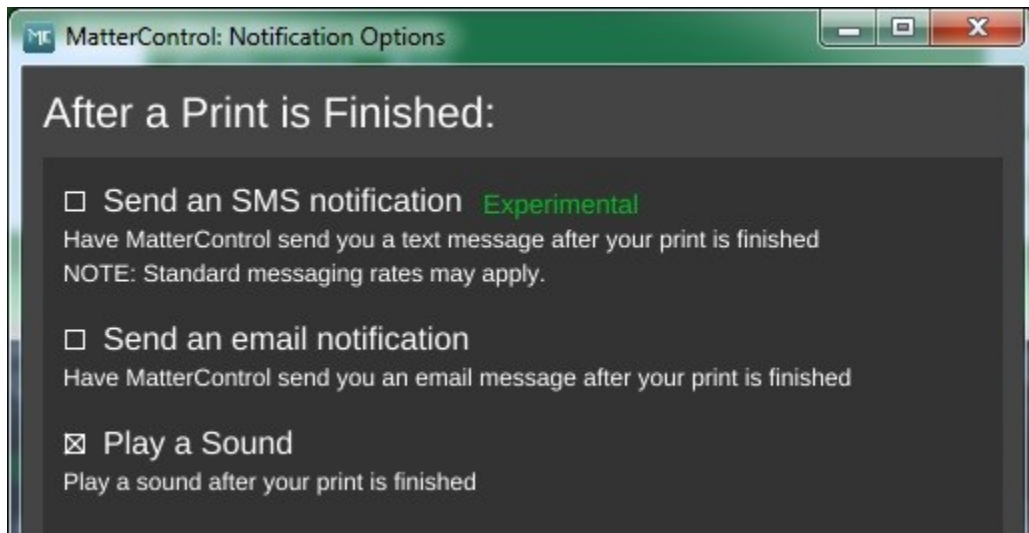 MC MatterControl: Notification Options
After a Print is Finished:
Send an SMS notification Experimental
Have MatterControl send you a text message after your print is finished
NOTE: Standard messaging rates may apply.
Send an email notification
Have MatterControl send you an email message after your print is finished
Play a Sound
Play a sound after your print is finished